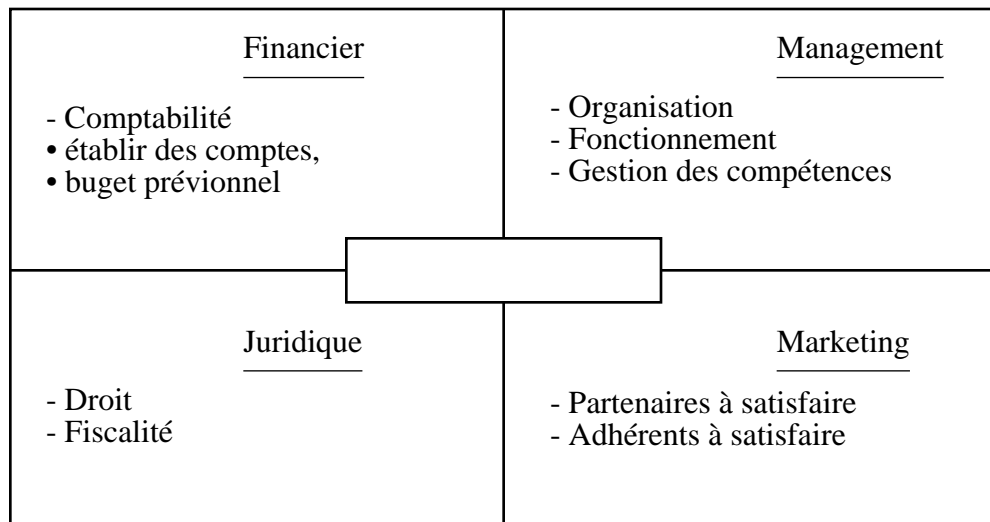 Financier
- Comptabilité
• établir des comptes,
• buget prévionnel
Management
- Organisation
- Fonctionnement
- Gestion des compétences
Juridique
- Droit
- Fiscalité
Marketing
- Partenaires à satisfaire
- Adhérents à satisfaire